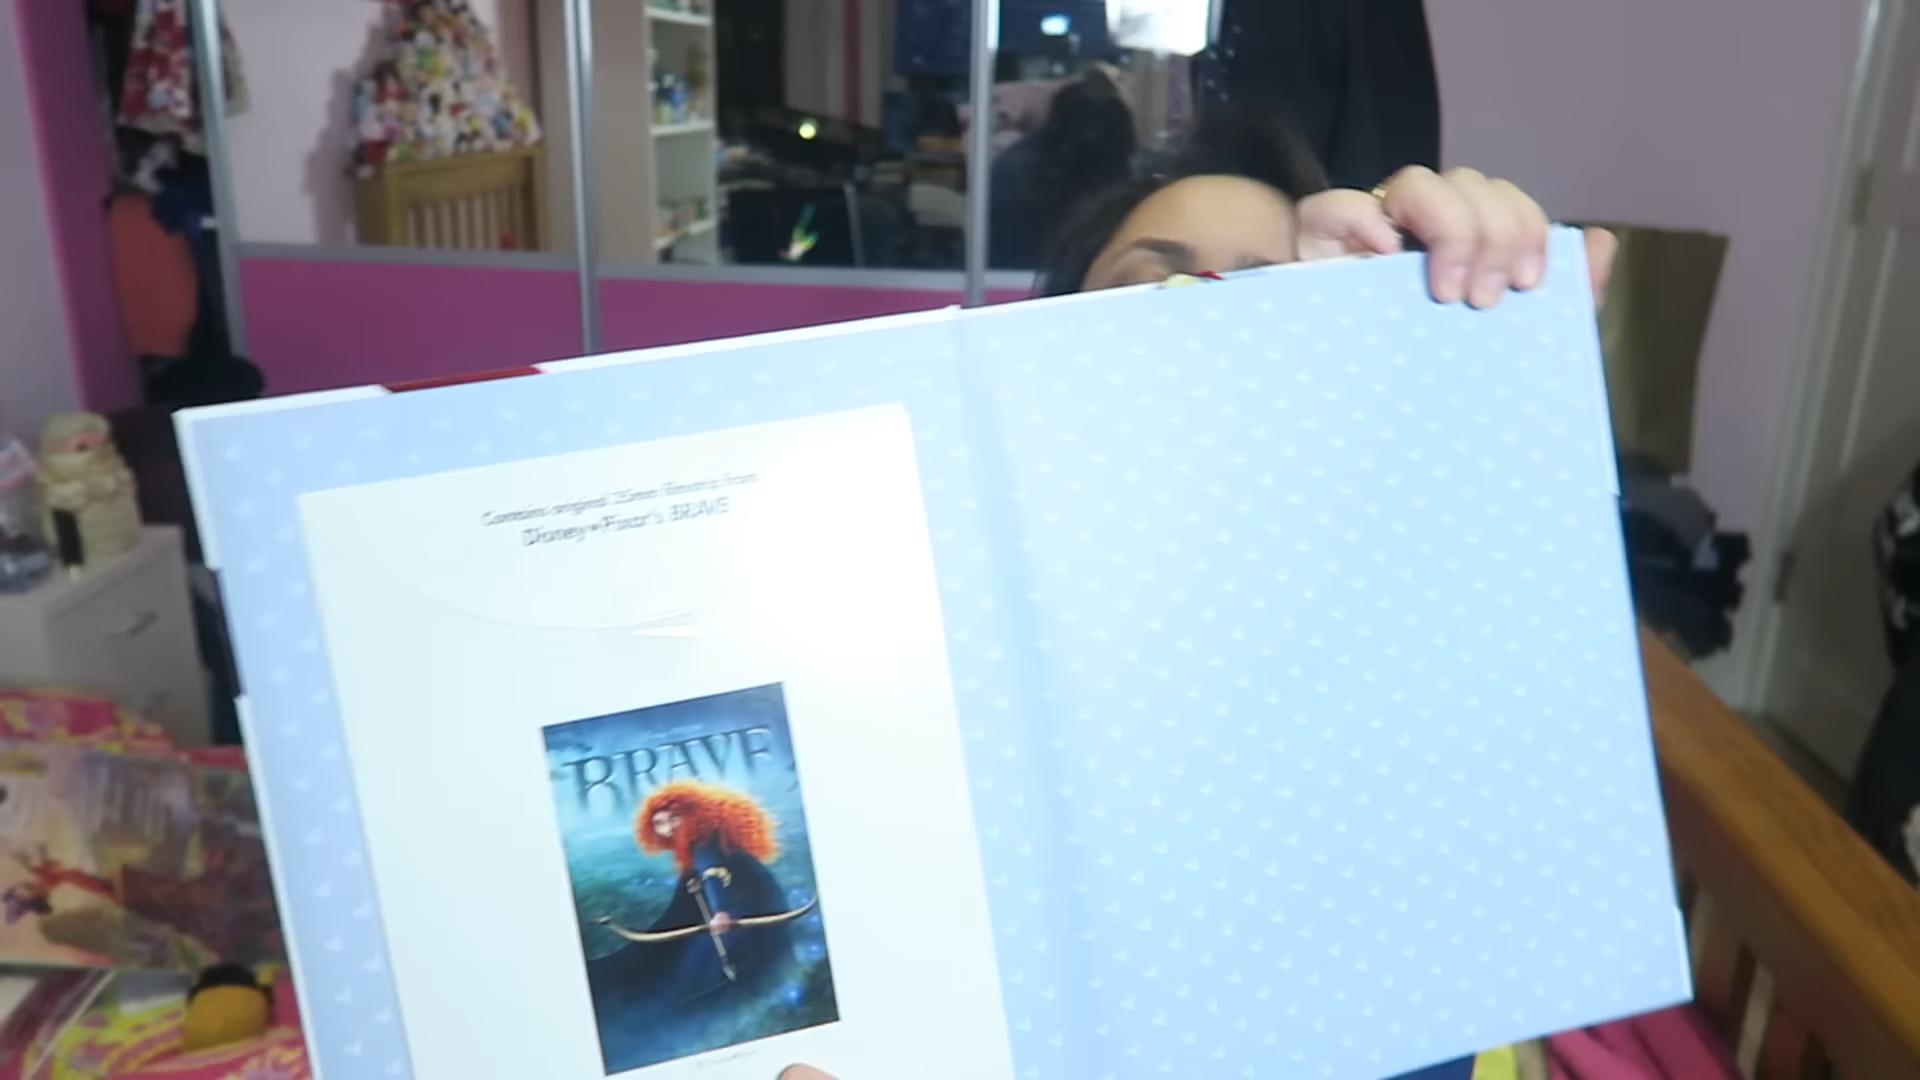 Contains original 35mm filmstrip from
Disney•Pixar's BRAVE
BRAVE